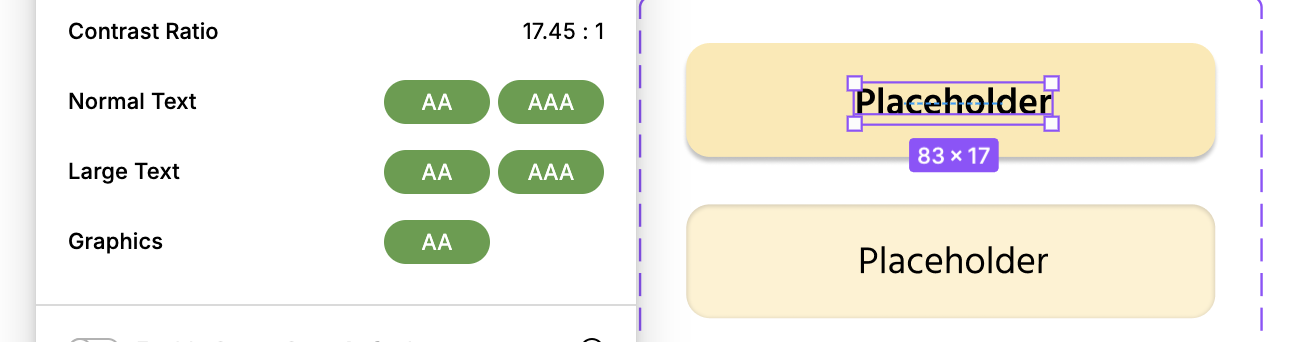 Contrast Ratio 17.45 : 1
Normal Text AA AAA
Large Text AA AAA
Graphics AA
Placeholder
83 × 17
Placeholder